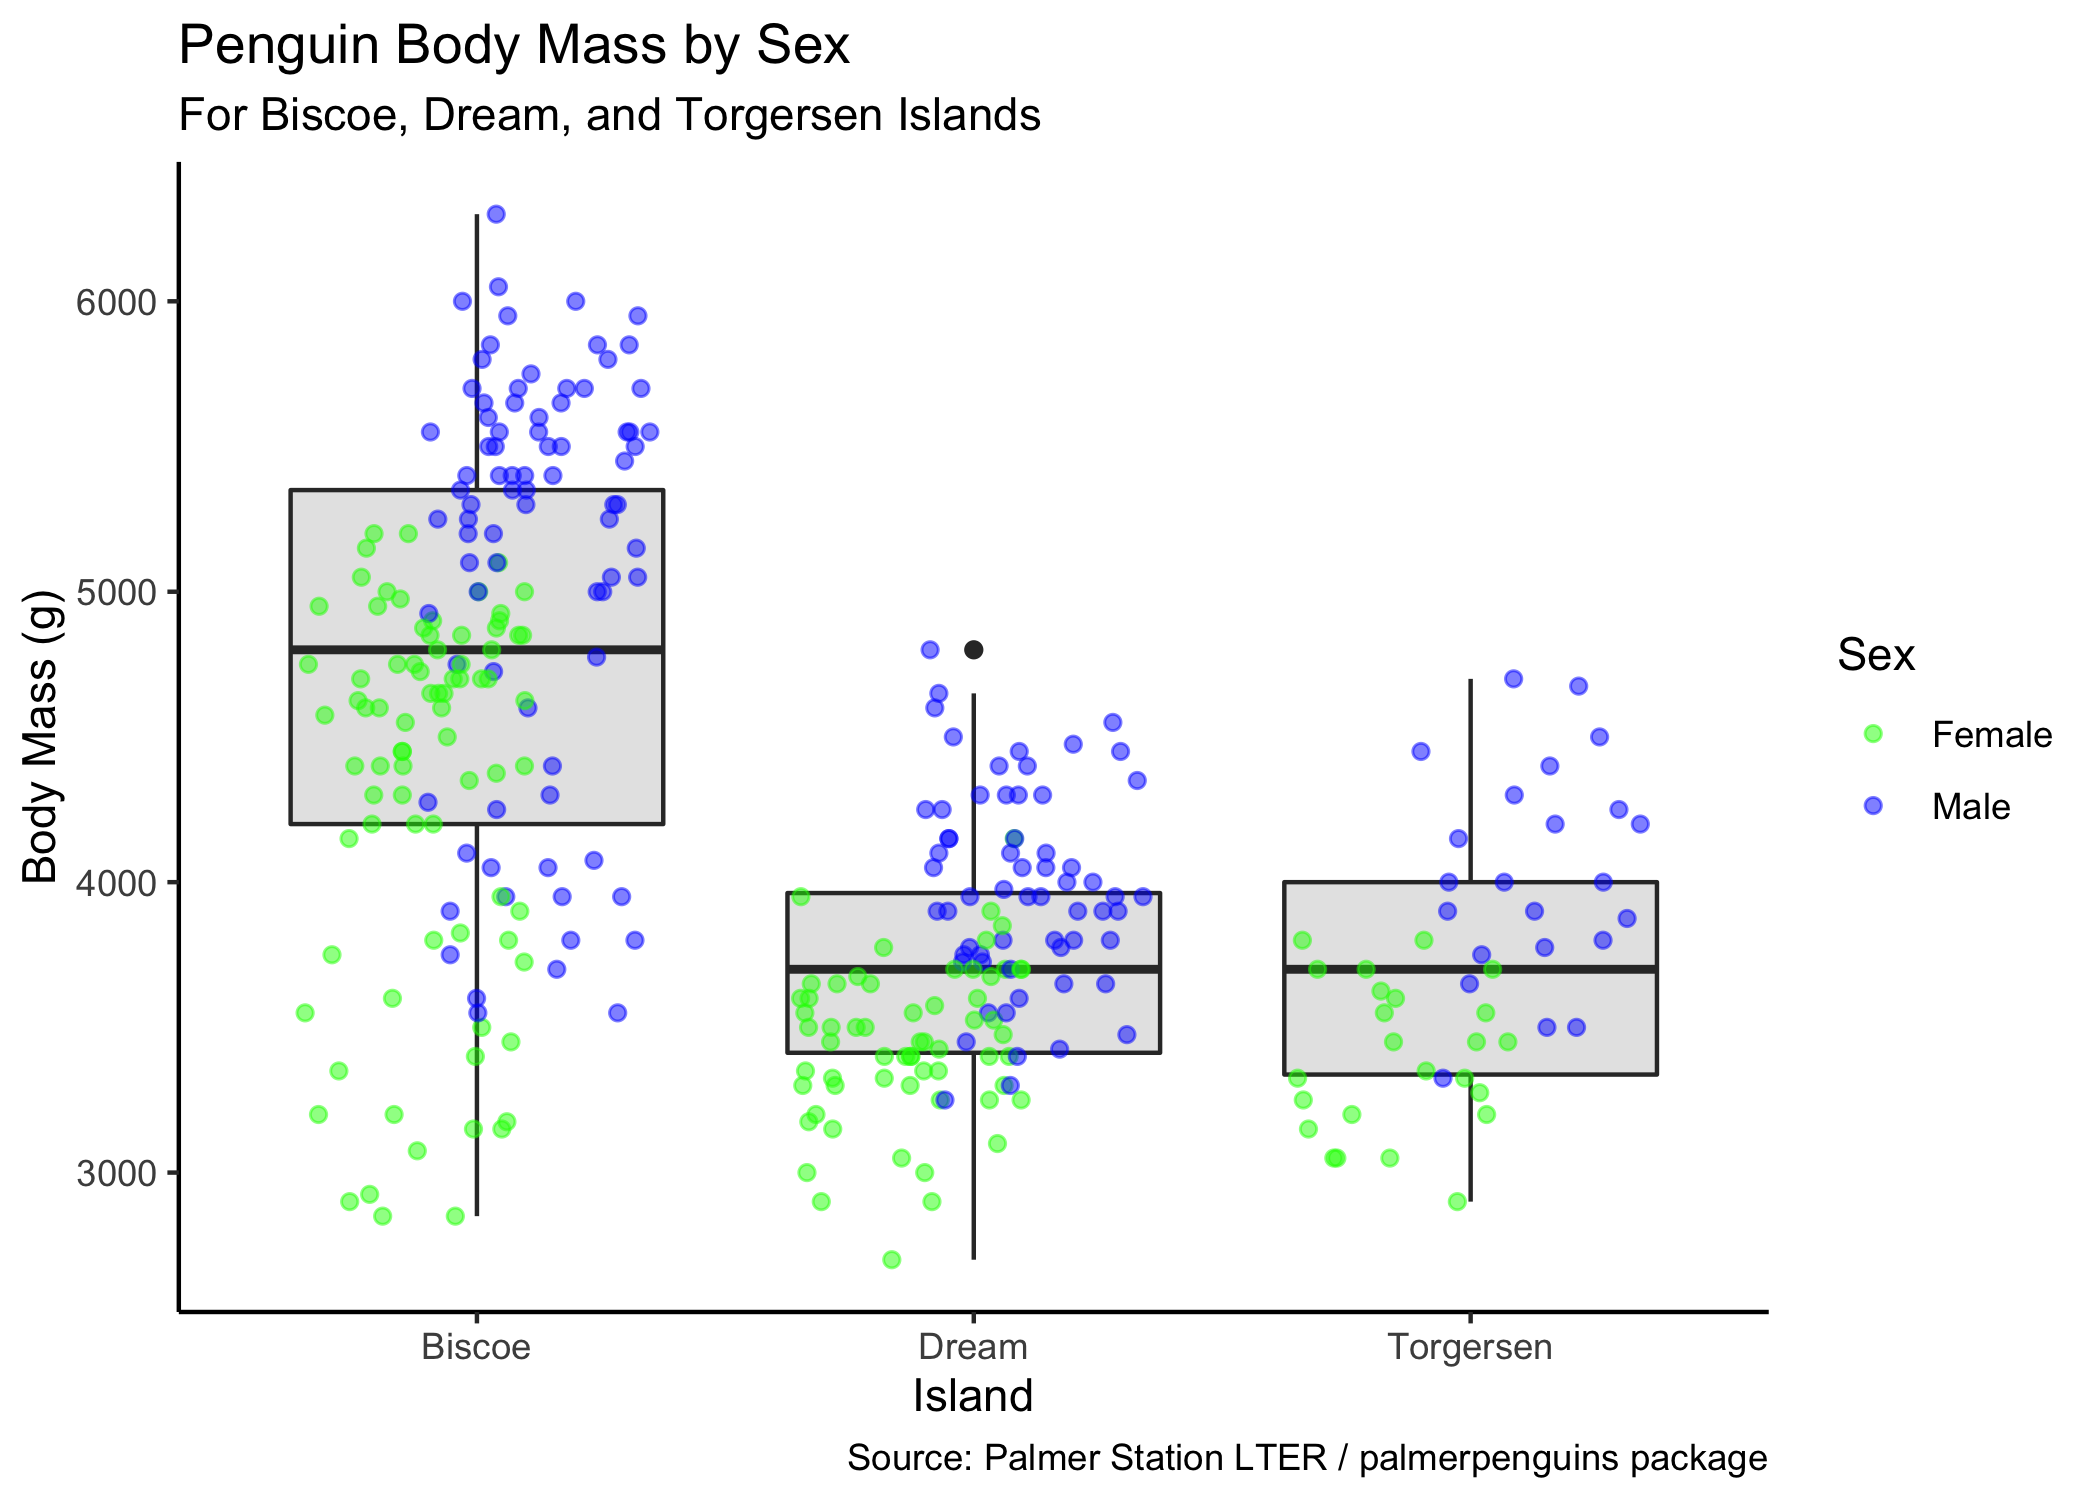 Penguin Body Mass by Sex
For Biscoe, Dream, and Torgersen Islands
Body Mass (g)
6000
5000
4000
3000
Biscoe Dream Torgersen
Island
Sex
Female
Male
Source: Palmer Station LTER / palmerpenguins package